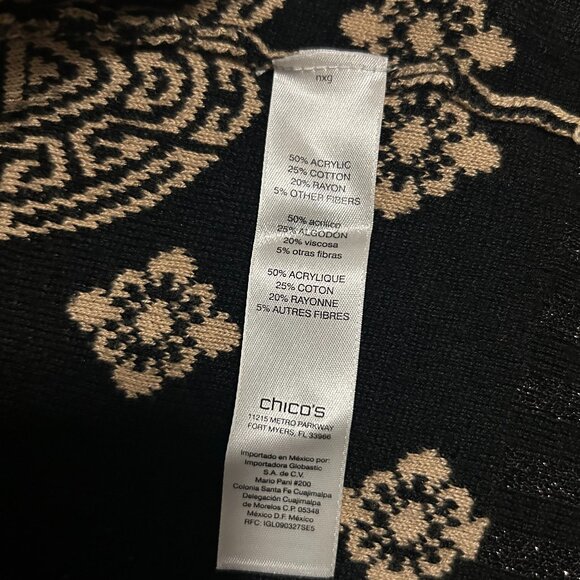 nxg
50% ACRYLIC
25% COTTON
20% RAYON
5% OTHER FIBERS
50% acrílico
25% ALGODÓN
20% viscosa
5% otras fibras
50% ACRYLIQUE
25% COTON
20% RAYONNE
5% AUTRES FIBRES
chico's
11215 METRO PARKWAY
FORT MYERS, FL 33966
Importado en México por:
Importadora Globastic
S.A. de C.V.
Mario Pani #200
Colonia Santa Fe Cuajimalpa
Delegación Cuajimalpa
de Morelos C.P. 05348
México D.F. México
RFC: IGL090327SE5